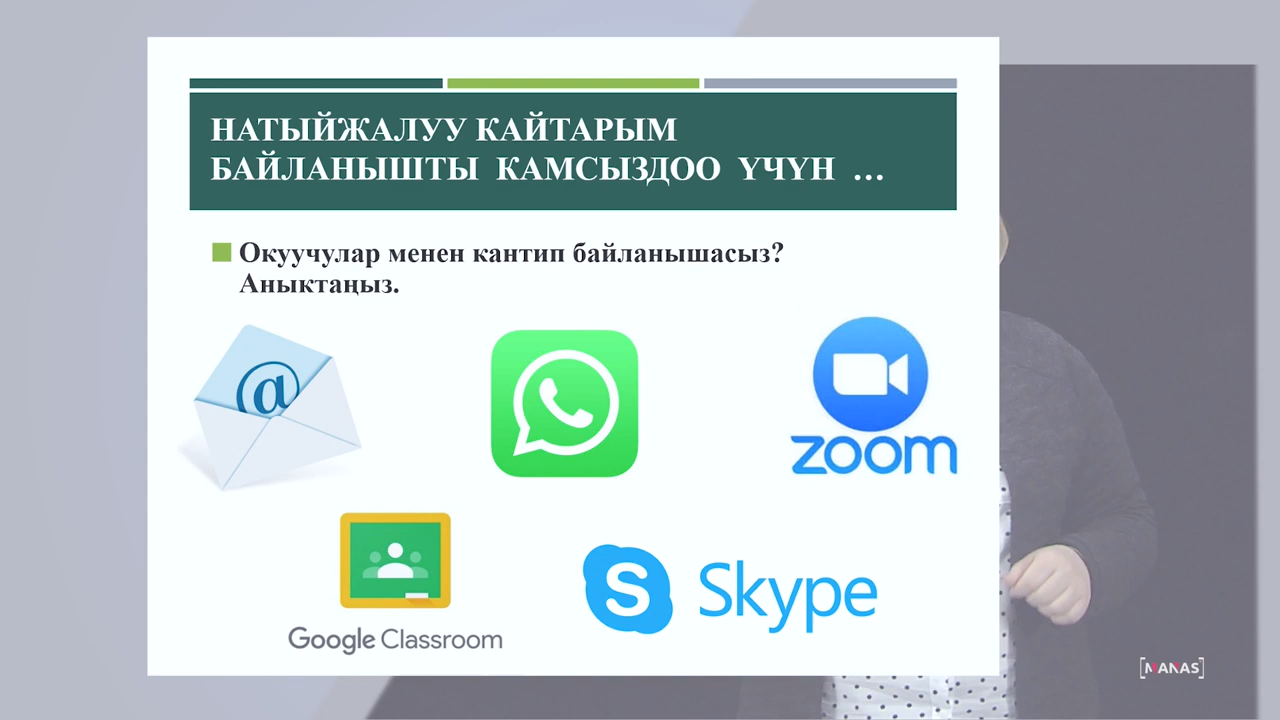 НАТЫЙЖАЛУУ КАЙТАРЫМ
БАЙЛАНЫШТЫ КАМСЫЗДОО ҮЧҮН ...
Окуучулар менен кантип байланышасыз?
Аныктаңыз.
@
zoom
Google Classroom
S Skype
[MANAS]